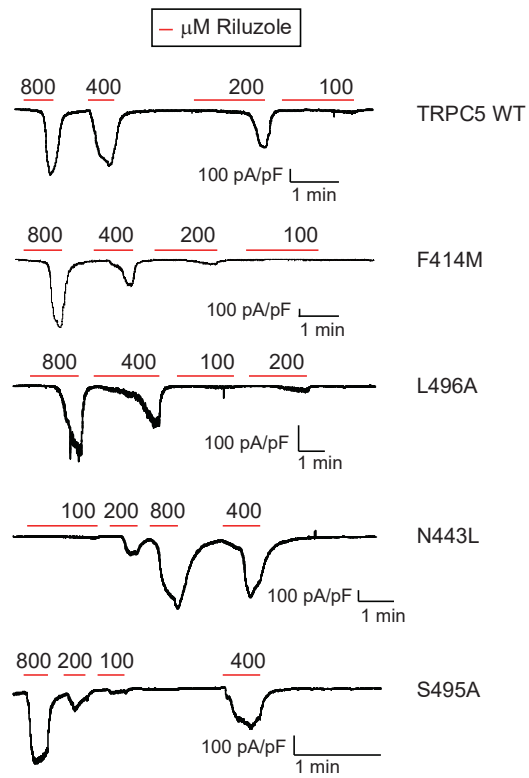 μM Riluzole
800 400 200 100
TRPC5 WT
100 pA/pF
1 min
800 400 200 100
F414M
100 pA/pF
1 min
800 400 100 200
L496A
100 pA/pF
1 min
100 200 800 400
N443L
100 pA/pF
1 min
800 200 100 400
S495A
100 pA/pF
1 min